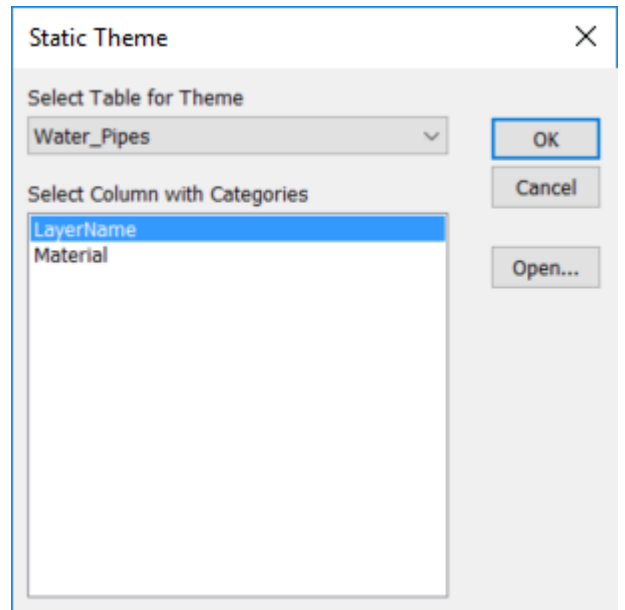 Static Theme
Select Table for Theme
Water_Pipes
OK
Cancel
Select Column with Categories
LayerName
Material
Open...